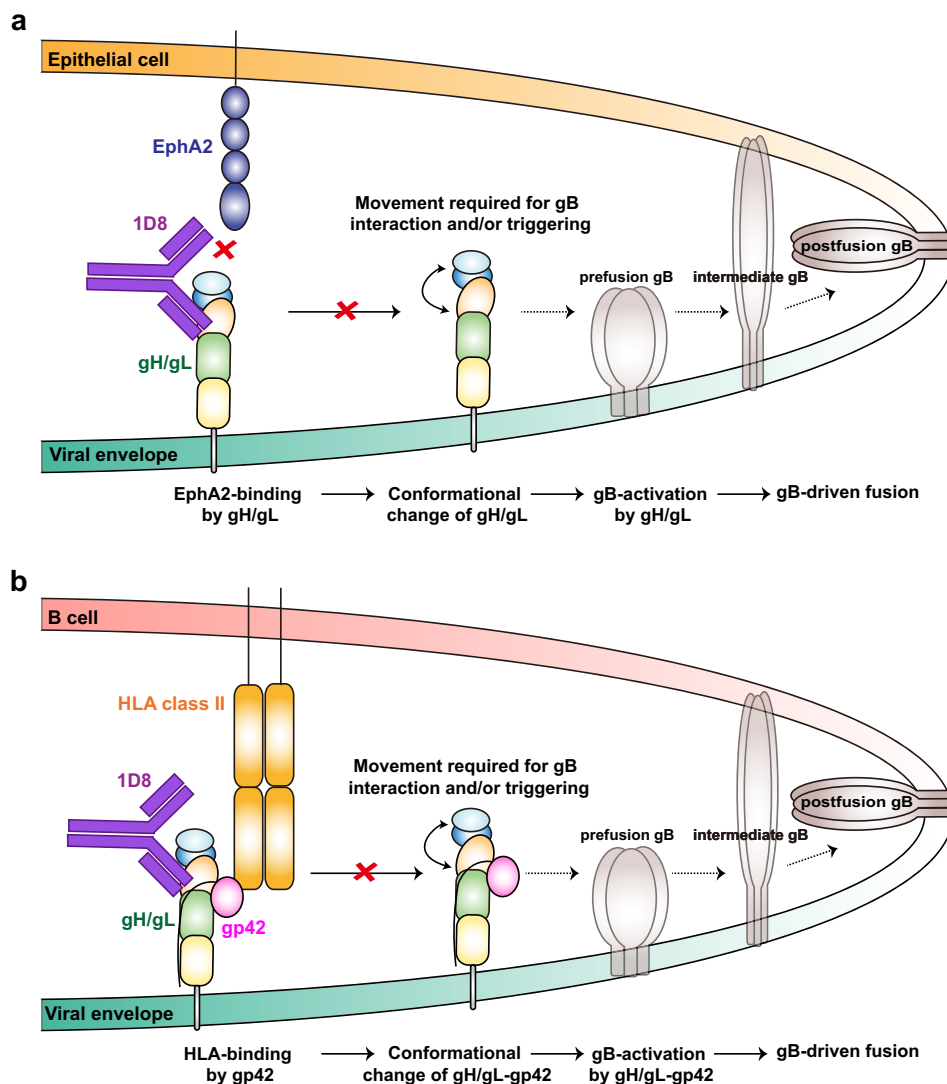 a
Epithelial cell
EphA2
1D8
Movement required for gB
interaction and/or triggering
postfusion gB
prefusion gB
intermediate gB
gH/gL
Viral envelope
EphA2-binding
by gH/gL
Conformational
change of gH/gL
gB-activation
by gH/gL
gB-driven fusion
b
B cell
HLA class II
1D8
Movement required for gB
interaction and/or triggering
postfusion gB
prefusion gB
intermediate gB
gH/gL
gp42
Viral envelope
HLA-binding
by gp42
Conformational
change of gH/gL-gp42
gB-activation
by gH/gL-gp42
gB-driven fusion